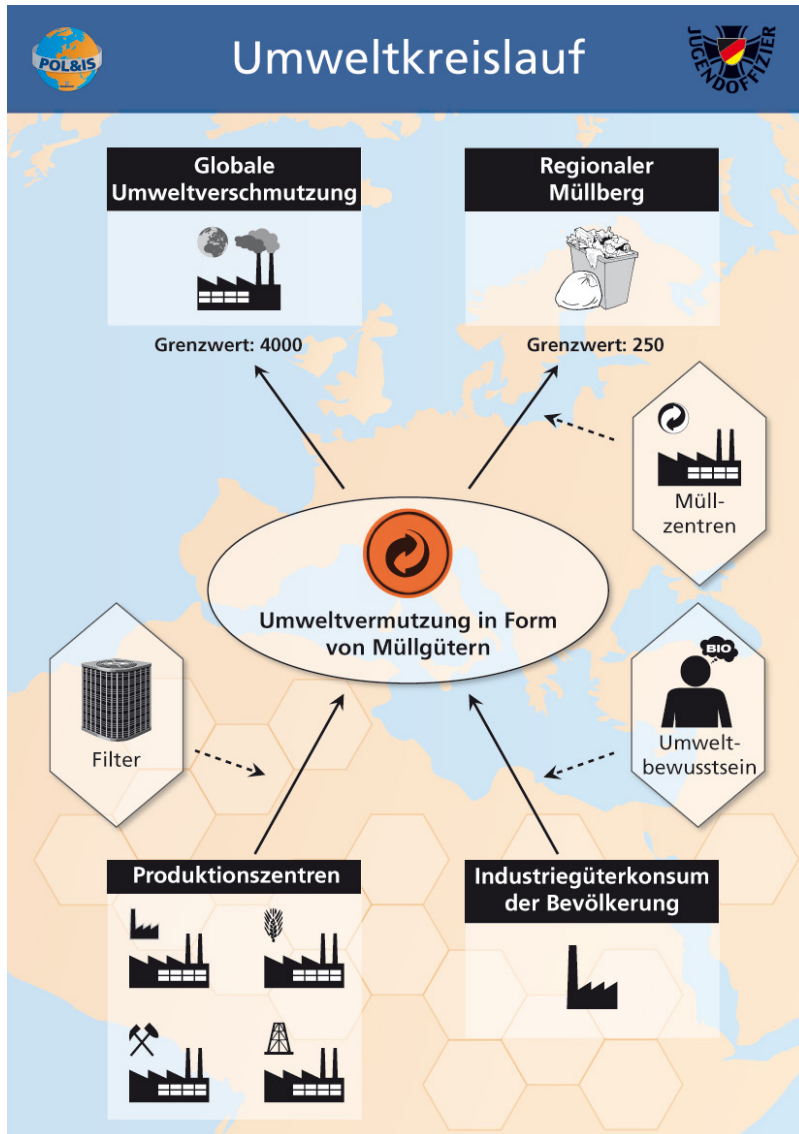 POL&IS
Umweltkreislauf
JUGENDOFFIZIER
Globale
Umweltverschmutzung
Regionaler
Müllberg
Grenzwert: 4000
Grenzwert: 250
Müll-
zentren
Umweltvermutzung in Form
von Müllgütern
BIO
Umwelt-
bewusstsein
Filter
Produktionszentren
Industriegüterkonsum
der Bevölkerung